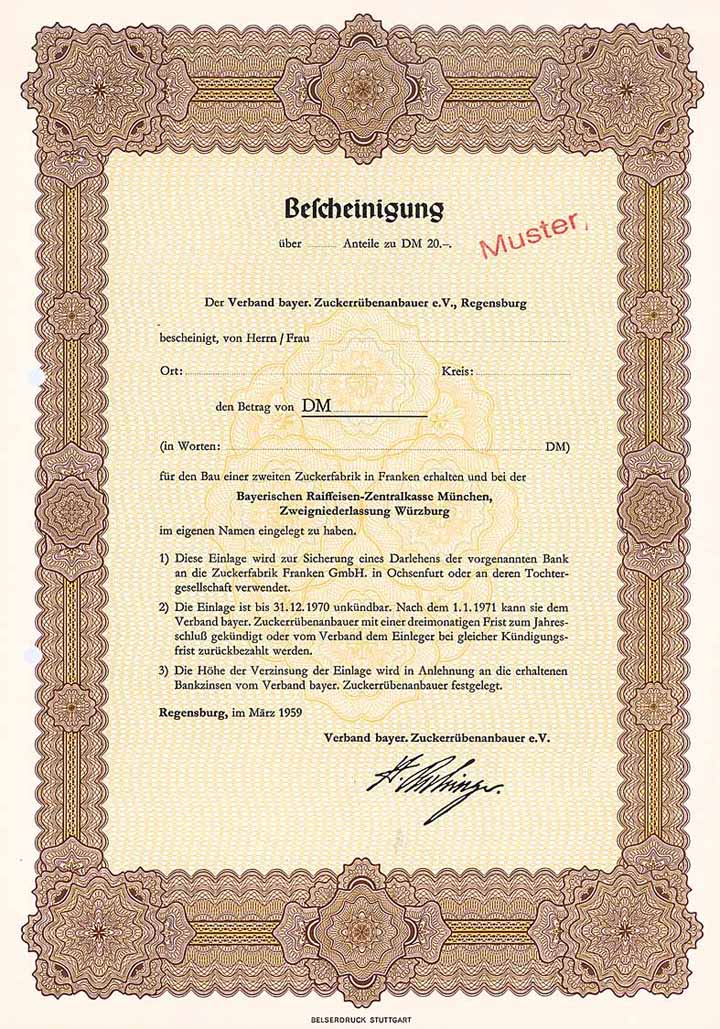 Bescheinigung
über ........ Anteile zu DM 20.–.
Muster
Der Verband bayer. Zuckerrübenanbauer e.V., Regensburg
bescheinigt, von Herrn / Frau
Ort: Kreis:
den Betrag von DM
(in Worten: DM)
für den Bau einer zweiten Zuckerfabrik in Franken erhalten und bei der
Bayerischen Raiffeisen-Zentralkasse München,
Zweigniederlassung Würzburg
im eigenen Namen eingelegt zu haben.
1) Diese Einlage wird zur Sicherung eines Darlehens der vorgenannten Bank
an die Zuckerfabrik Franken GmbH. in Ochsenfurt oder an deren Tochter-
gesellschaft verwendet.
2) Die Einlage ist bis 31.12.1970 unkündbar. Nach dem 1.1.1971 kann sie dem
Verband bayer. Zuckerrübenanbauer mit einer dreimonatigen Frist zum Jahres-
schluß gekündigt oder vom Verband dem Einleger bei gleicher Kündigungs-
frist zurückbezahlt werden.
3) Die Höhe der Verzinsung der Einlage wird in Anlehnung an die erhaltenen
Bankzinsen vom Verband bayer. Zuckerrübenanbauer festgelegt.
Regensburg, im März 1959
Verband bayer. Zuckerrübenanbauer e.V.
BELSERDRUCK STUTTGART